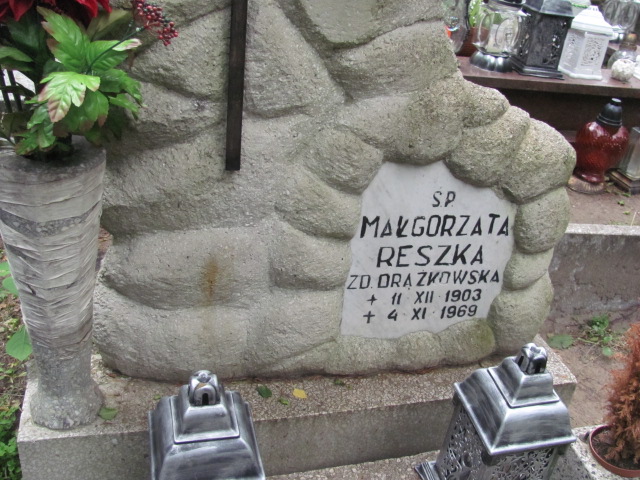 Ś.P.
MAŁGORZATA
RESZKA
ZD. DRĄŻKOWSKA
+ 11 XII 1903
+ 4 XI 1969